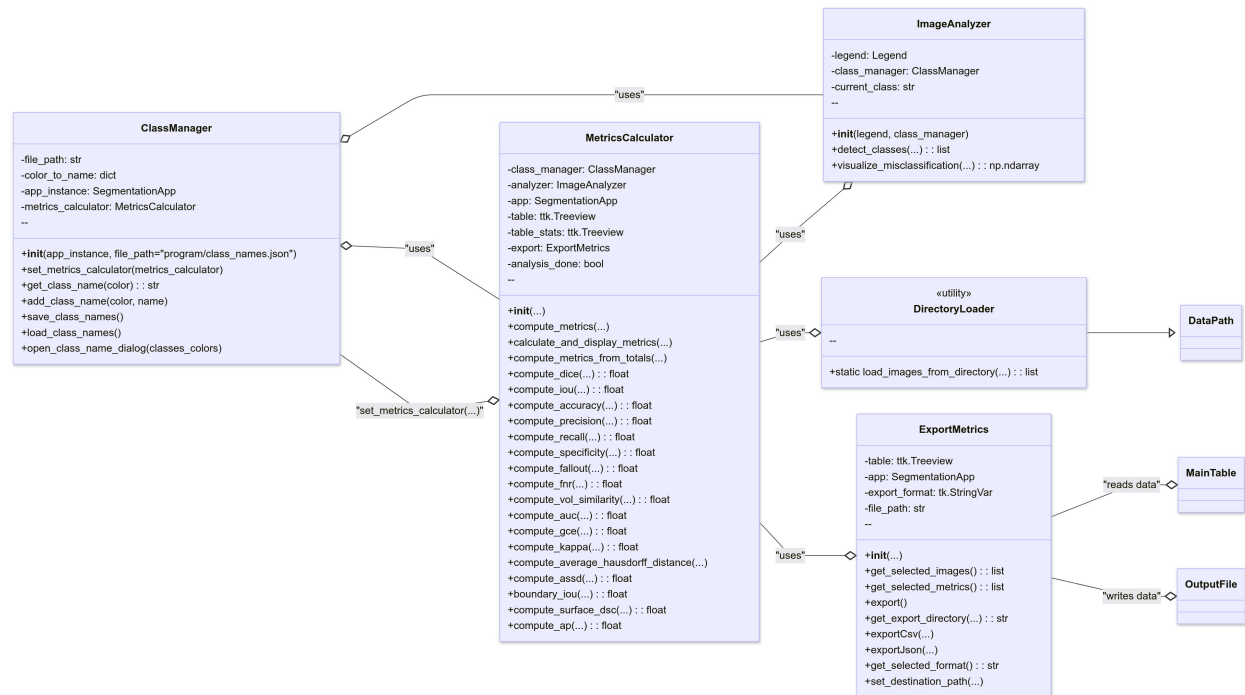 ImageAnalyzer
-legend: Legend
-class_manager: ClassManager
-current_class: str
--
+init(legend, class_manager)
+detect_classes(...) : : list
+visualize_misclassification(...) : : np.ndarray
"uses"
ClassManager
-file_path: str
-color_to_name: dict
-app_instance: SegmentationApp
-metrics_calculator: MetricsCalculator
--
+init(app_instance, file_path="program/class_names.json")
+set_metrics_calculator(metrics_calculator)
+get_class_name(color) : : str
+add_class_name(color, name)
+save_class_names()
+load_class_names()
+open_class_name_dialog(classes_colors)
"uses"
"set_metrics_calculator(...)"
MetricsCalculator
-class_manager: ClassManager
-analyzer: ImageAnalyzer
-app: SegmentationApp
-table: ttk.Treeview
-table_stats: ttk.Treeview
-export: ExportMetrics
-analysis_done: bool
--
+init(...)
+compute_metrics(...)
+calculate_and_display_metrics(...)
+compute_metrics_from_totals(...)
+compute_dice(...) : : float
+compute_iou(...) : : float
+compute_accuracy(...) : : float
+compute_precision(...) : : float
+compute_recall(...) : : float
+compute_specificity(...) : : float
+compute_fallout(...) : : float
+compute_fnr(...) : : float
+compute_vol_similarity(...) : : float
+compute_auc(...) : : float
+compute_gce(...) : : float
+compute_kappa(...) : : float
+compute_average_hausdorff_distance(...)
+compute_assd(...) : : float
+boundary_iou(...) : : float
+compute_surface_dsc(...) : : float
+compute_ap(...) : : float
"uses"
"uses"
"uses"
«utility»
DirectoryLoader
--
+static load_images_from_directory(...) : : list
DataPath
ExportMetrics
-table: ttk.Treeview
-app: SegmentationApp
-export_format: tk.StringVar
-file_path: str
--
+init(...)
+get_selected_images() : : list
+get_selected_metrics() : : list
+export()
+get_export_directory(...) : : str
+exportCsv(...)
+exportJson(...)
+get_selected_format() : : str
+set_destination_path(...)
"reads data"
MainTable
"writes data"
OutputFile